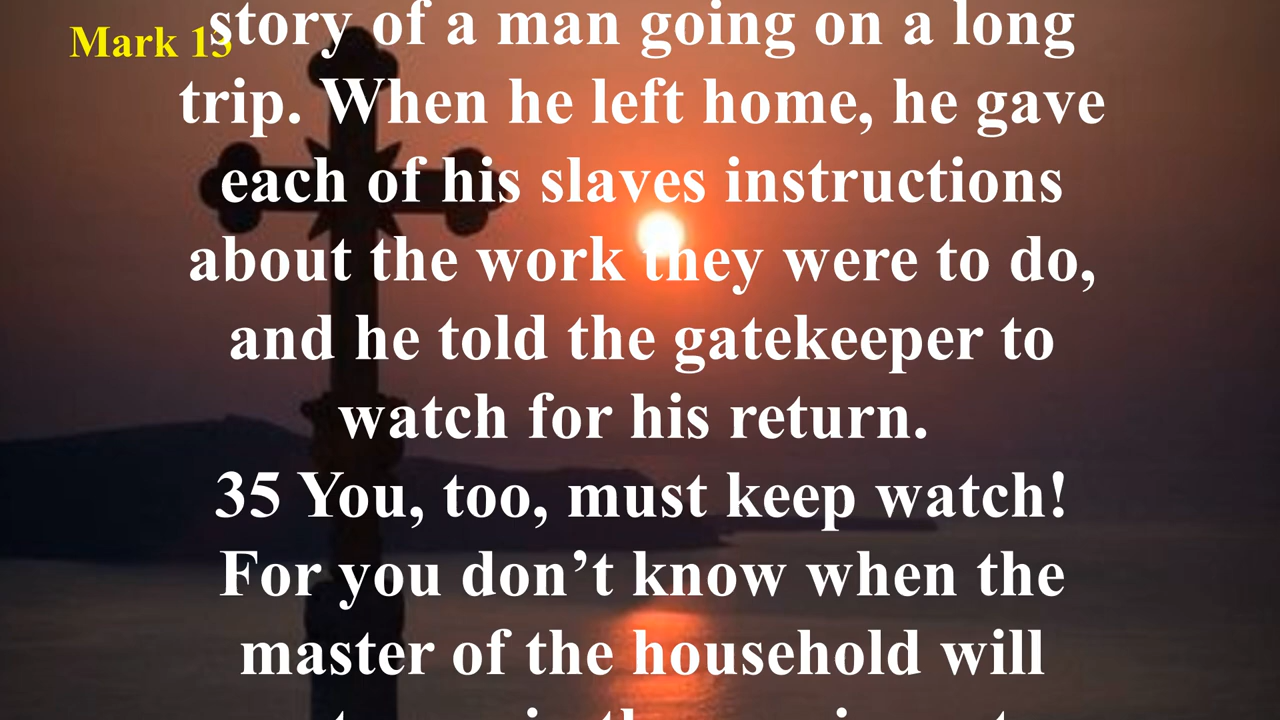 Mark 13
story of a man going on a long
trip. When he left home, he gave
each of his slaves instructions
about the work they were to do,
and he told the gatekeeper to
watch for his return.
35 You, too, must keep watch!
For you don’t know when the
master of the household will